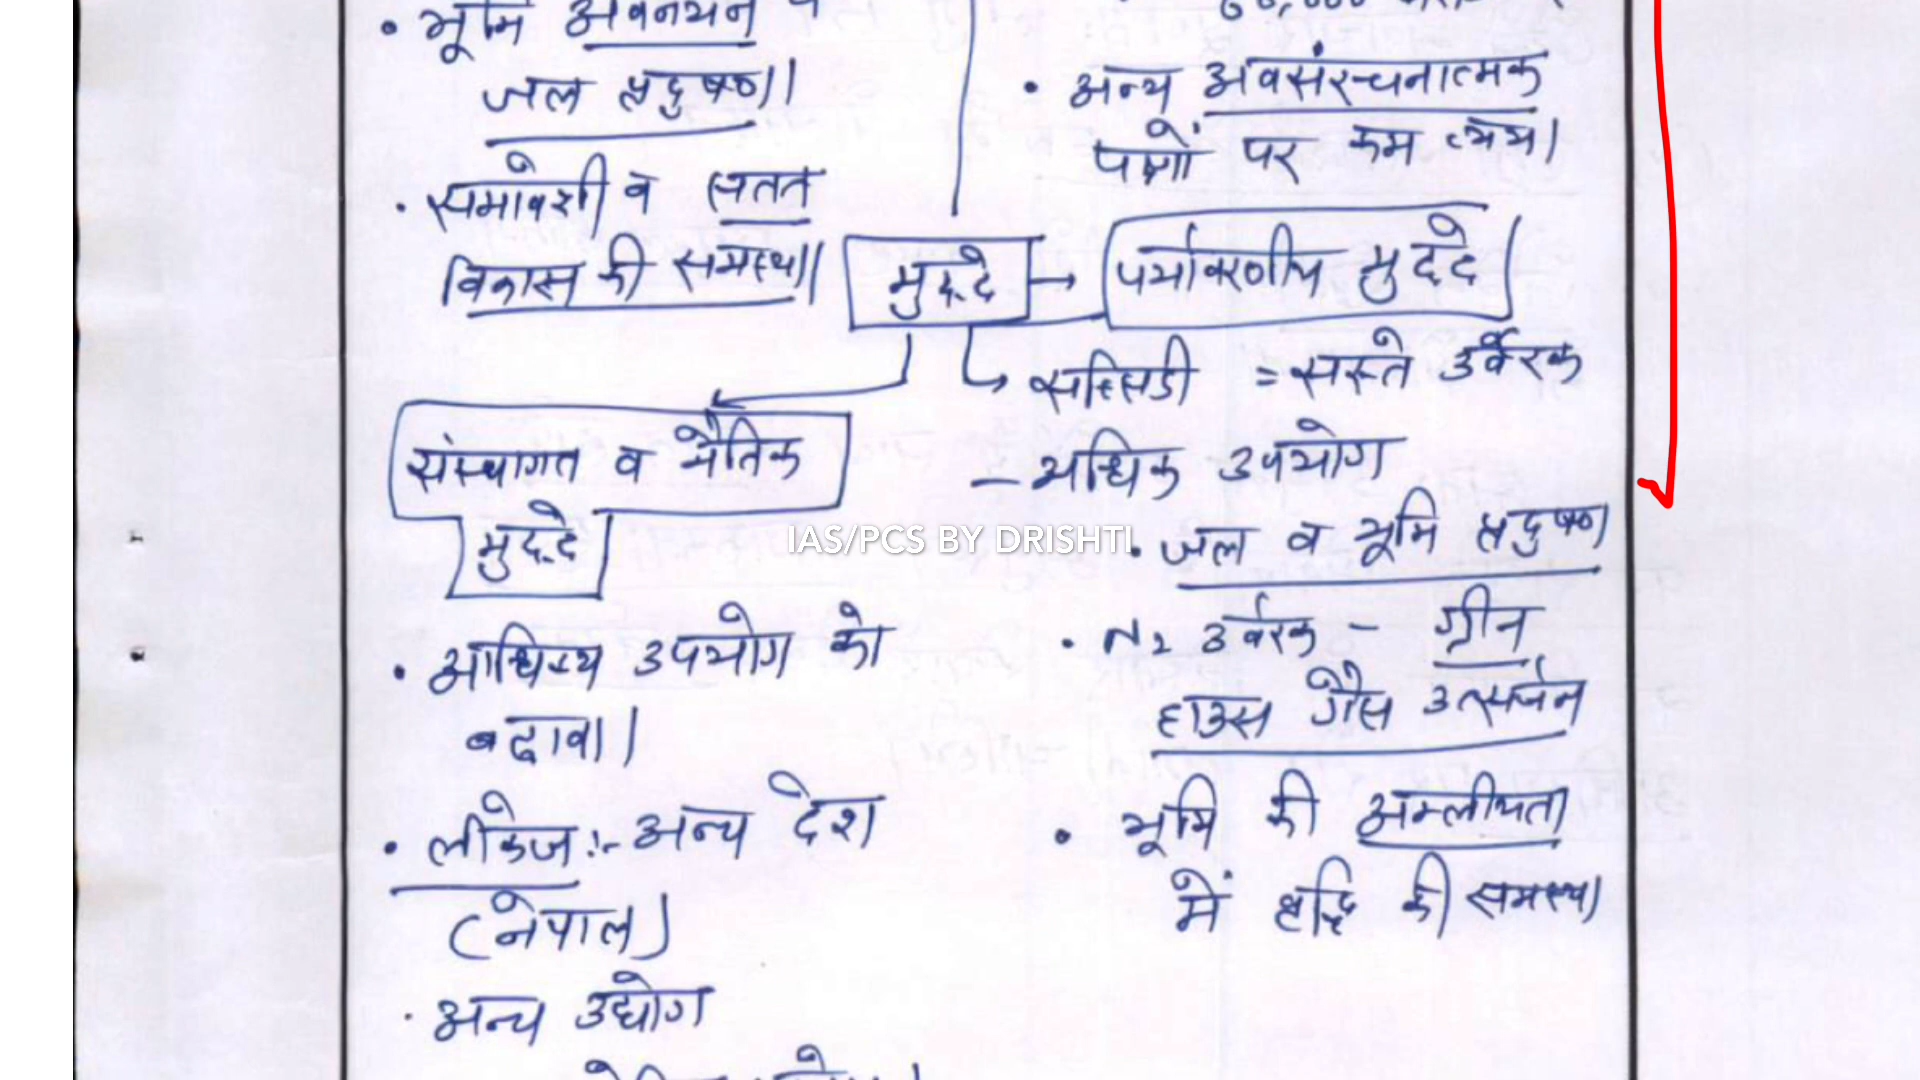 • भूमि अवनयन व
जल प्रदुषण।
• समावेशी व सतत
विकास की समस्या।
• अन्य अवसंरचनात्मक
पक्षों पर कम व्यय।
मुद्दे → पर्यावरणीय मुद्दे
→ सब्सिडी = सस्ते उर्वरक
– अधिक उपयोग
• जल व भूमि प्रदुषण
• N2 उर्वरक – ग्रीन
हाउस गैस उत्सर्जन
• भूमि की अम्लीयता
में वृद्धि की समस्या
संस्थागत व नैतिक
मुद्दे
• आधिक्य उपयोग को
बढावा।
• लीकेज :- अन्य देश
(नेपाल)
• अन्य उद्योग
IAS/PCS BY DRISHTI